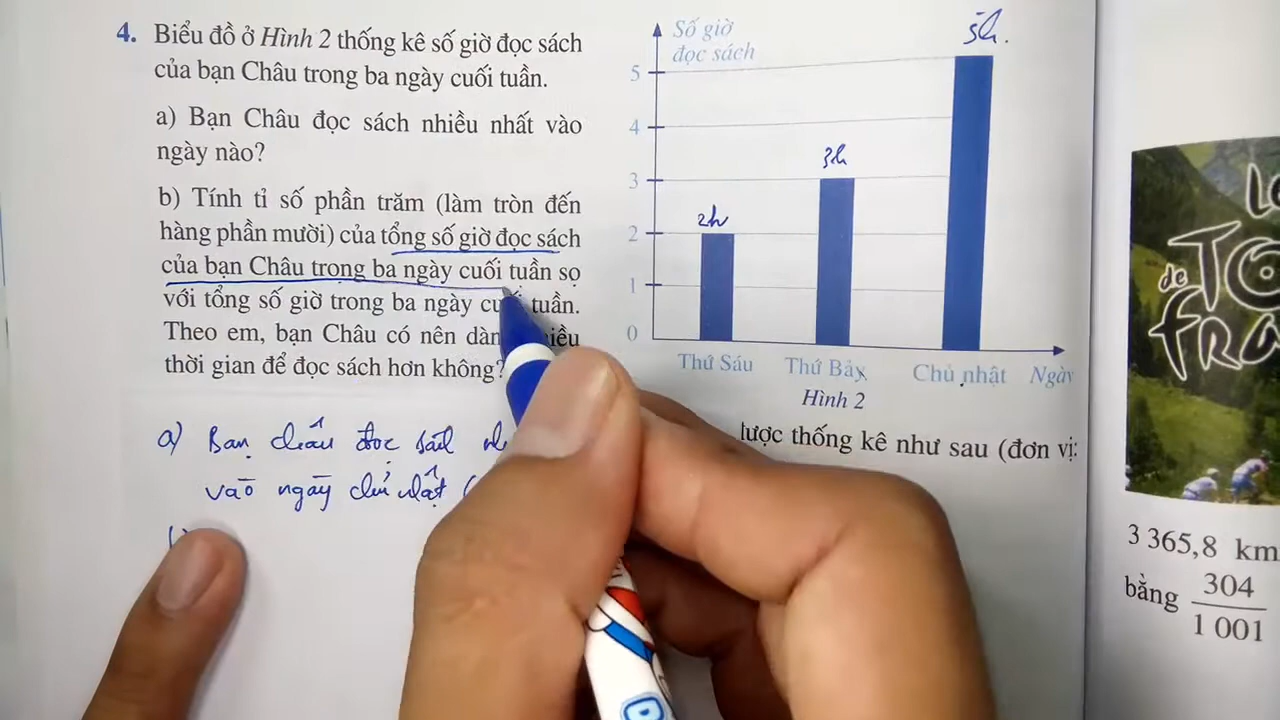 4. Biểu đồ ở Hình 2 thống kê số giờ đọc sách
của bạn Châu trong ba ngày cuối tuần.
a) Bạn Châu đọc sách nhiều nhất vào
ngày nào?
b) Tính tỉ số phần trăm (làm tròn đến
hàng phần mười) của tổng số giờ đọc sách
của bạn Châu trong ba ngày cuối tuần so
với tổng số giờ trong ba ngày tuần.
Theo em, bạn Châu có nên
thời gian để đọc sách hơn không?
a) Bạn Châu đọc sách
vào ngày chủ nhật (
Số giờ
đọc sách
5h.
5
4
3h
3
2h
2
1
0
Thứ Sáu Thứ Bảy Chủ nhật Ngày
Hình 2
lược thống kê như sau (đơn vị:
de TO
FRA
3 365,8 km
bằng 304
1 001